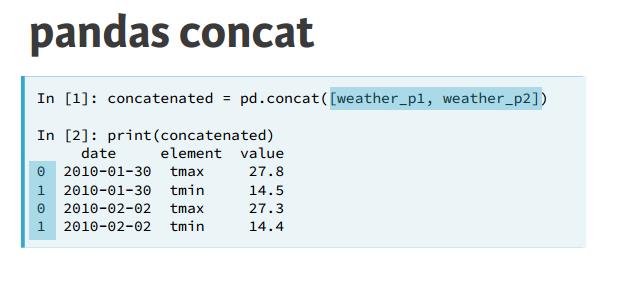 pandas concat
In [1]: concatenated = pd.concat([weather_p1, weather_p2])
In [2]: print(concatenated)
date element value
0 2010-01-30 tmax 27.8
1 2010-01-30 tmin 14.5
0 2010-02-02 tmax 27.3
1 2010-02-02 tmin 14.4